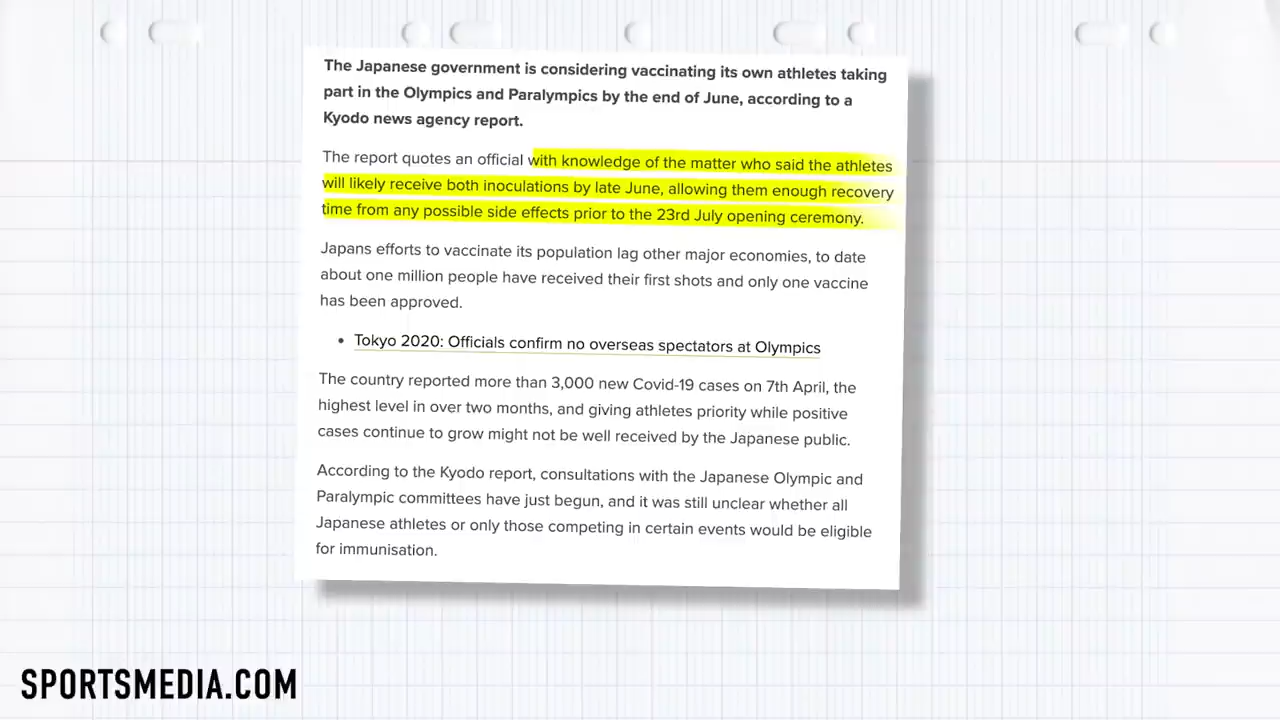 The Japanese government is considering vaccinating its own athletes taking
part in the Olympics and Paralympics by the end of June, according to a
Kyodo news agency report.
The report quotes an official with knowledge of the matter who said the athletes
will likely receive both inoculations by late June, allowing them enough recovery
time from any possible side effects prior to the 23rd July opening ceremony.
Japans efforts to vaccinate its population lag other major economies, to date
about one million people have received their first shots and only one vaccine
has been approved.
• Tokyo 2020: Officials confirm no overseas spectators at Olympics
The country reported more than 3,000 new Covid-19 cases on 7th April, the
highest level in over two months, and giving athletes priority while positive
cases continue to grow might not be well received by the Japanese public.
According to the Kyodo report, consultations with the Japanese Olympic and
Paralympic committees have just begun, and it was still unclear whether all
Japanese athletes or only those competing in certain events would be eligible
for immunisation.
SPORTSMEDIA.COM